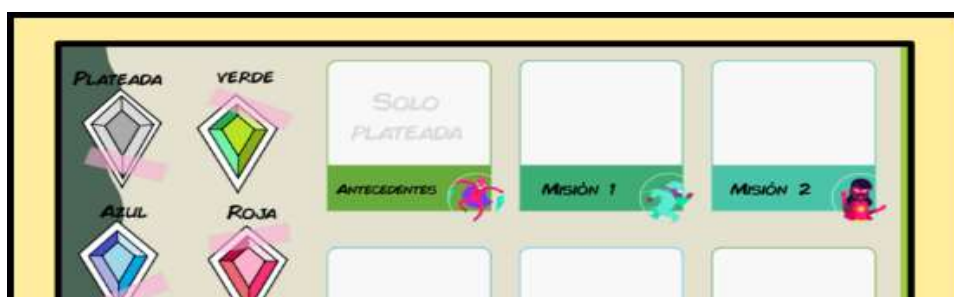 PLATEADA
VERDE
SOLO
PLATEADA
ANTECEDENTES
MISIÓN 1
MISIÓN 2
AZUL
ROJA